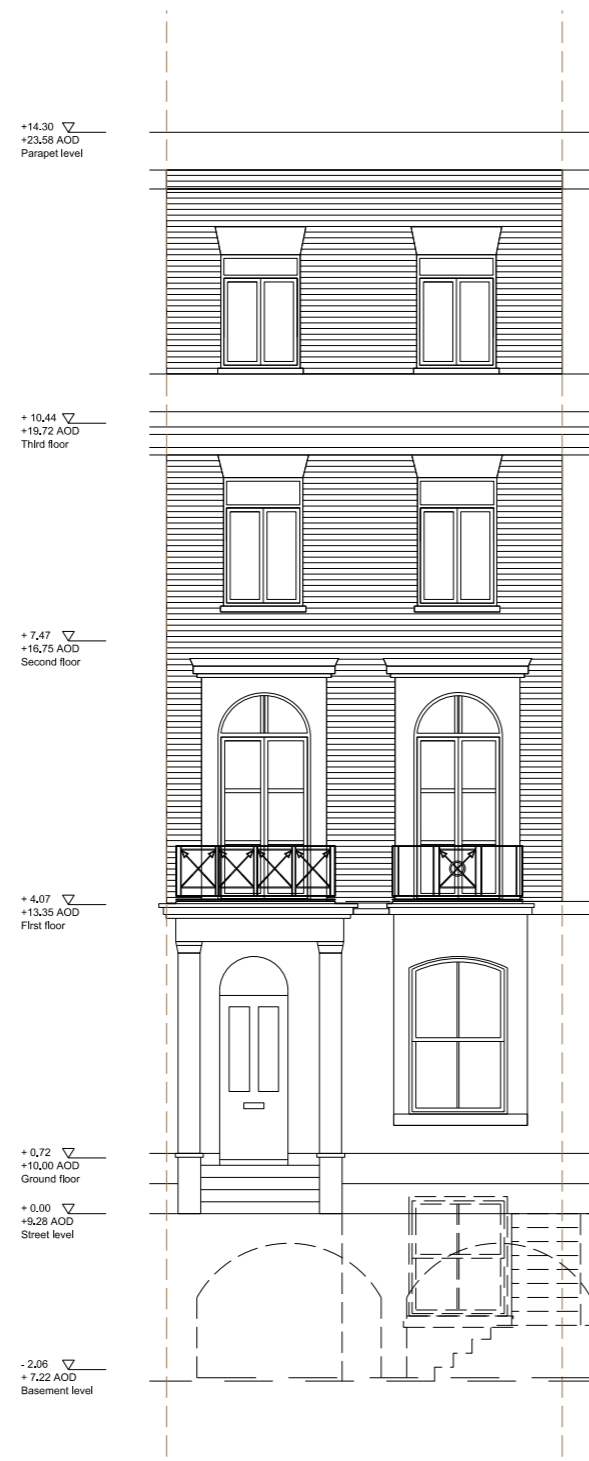 +14.30
+23.58 AOD
Parapet level
+ 10.44
+19.72 AOD
Third floor
+ 7.47
+16.75 AOD
Second floor
+ 4.07
+13.35 AOD
First floor
+ 0.72
+10.00 AOD
Ground floor
+ 0.00
+9.28 AOD
Street level
- 2.06
+ 7.22 AOD
Basement level